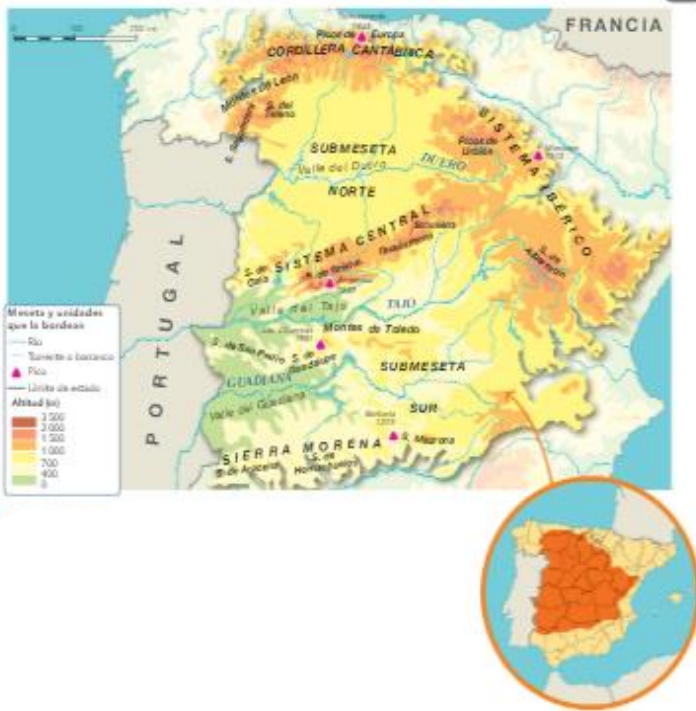 FRANCIA
Picos de Europa
CORDILLERA CANTÁBRICA
Montes de León
S. del Teleno
SISTEMA IBÉRICO
Picos de Urbión
SUBMESETA
Valle del Duero
DUERO
NORTE
SISTEMA CENTRAL
S. de Gata
S. de Gredos
Guadarrama
Somosierra
S. de Albarracín
PORTUGAL
Valle del Tajo
TAJO
Montes de Toledo
S. de San Pedro
S. de Guadalupe
SUBMESETA
GUADIANA
Valle del Guadiana
SUR
SIERRA MORENA
S. Madrona
S. de Aracena
S. de Hornachuelos
Meseta y unidades
que la bordean
Río
Torrente o barranco
Pico
Límite de estado
Altitud (m)
3 500
2 000
1 500
1 000
700
400
0